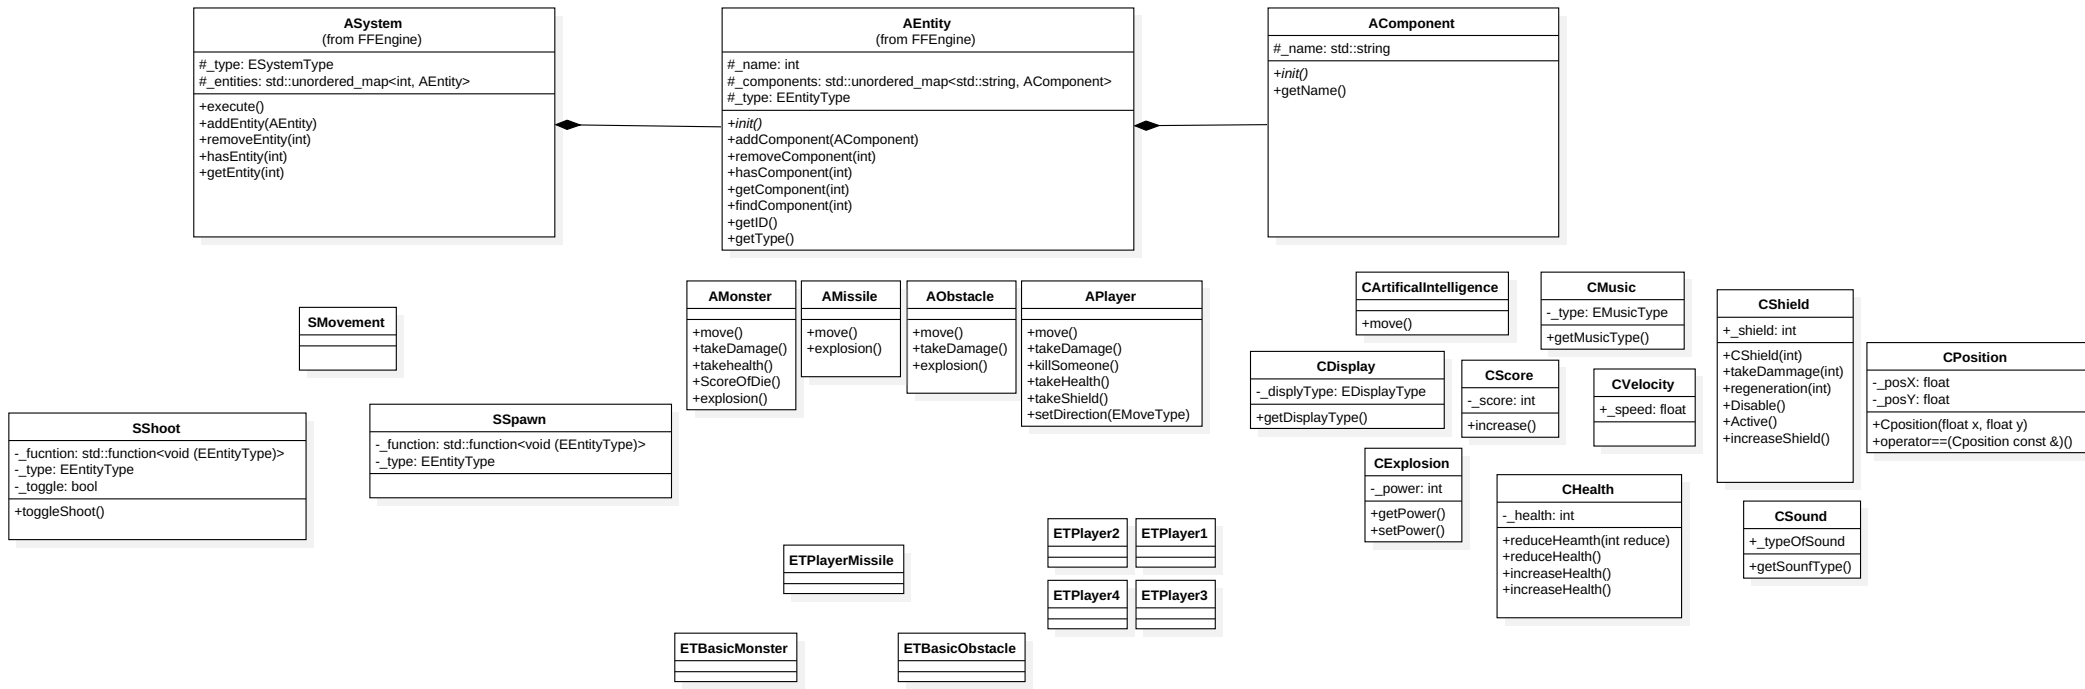 ASystem
(from FFEngine)
#_type: ESystemType
#_entities: std::unordered_map<int, AEntity>
+execute()
+addEntity(AEntity)
+removeEntity(int)
+hasEntity(int)
+getEntity(int)
AEntity
(from FFEngine)
#_name: int
#_components: std::unordered_map<std::string, AComponent>
#_type: EEntityType
+init()
+addComponent(AComponent)
+removeComponent(int)
+hasComponent(int)
+getComponent(int)
+findComponent(int)
+getID()
+getType()
AComponent
#_name: std::string
+init()
+getName()
SMovement
AMonster
+move()
+takeDamage()
+takehealth()
+ScoreOfDie()
+explosion()
AMissile
+move()
+explosion()
AObstacle
+move()
+takeDamage()
+explosion()
APlayer
+move()
+takeDamage()
+killSomeone()
+takeHealth()
+takeShield()
+setDirection(EMoveType)
CArtificalIntelligence
+move()
CMusic
-_type: EMusicType
+getMusicType()
CShield
+_shield: int
+CShield(int)
+takeDammage(int)
+regeneration(int)
+Disable()
+Active()
+increaseShield()
CPosition
-_posX: float
-_posY: float
+Cposition(float x, float y)
+operator==(Cposition const &)()
CDisplay
-_displyType: EDisplayType
+getDisplayType()
CScore
-_score: int
+increase()
CVelocity
+_speed: float
SShoot
-_fucntion: std::function<void (EEntityType)>
-_type: EEntityType
-_toggle: bool
+toggleShoot()
SSpawn
-_function: std::function<void (EEntityType)>
-_type: EEntityType
CExplosion
-_power: int
+getPower()
+setPower()
CHealth
-_health: int
+reduceHeamth(int reduce)
+reduceHealth()
+increaseHealth()
+increaseHealth()
CSound
+_typeOfSound
+getSounfType()
ETPlayer2
ETPlayer1
ETPlayerMissile
ETPlayer4
ETPlayer3
ETBasicMonster
ETBasicObstacle